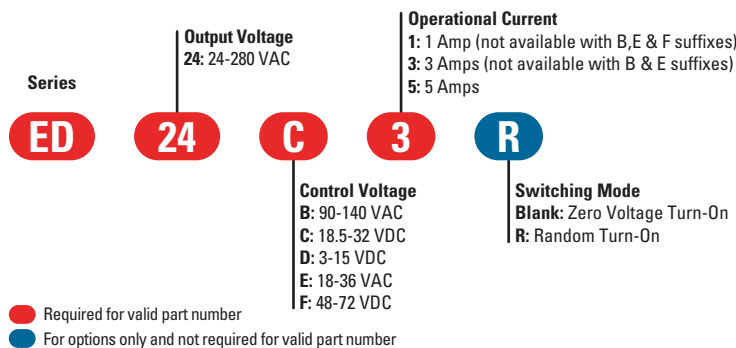 Operational Current
1: 1 Amp (not available with B,E & F suffixes)
3: 3 Amps (not available with B & E suffixes)
5: 5 Amps
Output Voltage
24: 24-280 VAC
Series
ED
24
C
3
R
Control Voltage
B: 90-140 VAC
C: 18.5-32 VDC
D: 3-15 VDC
E: 18-36 VAC
F: 48-72 VDC
Switching Mode
Blank: Zero Voltage Turn-On
R: Random Turn-On
Required for valid part number
For options only and not required for valid part number